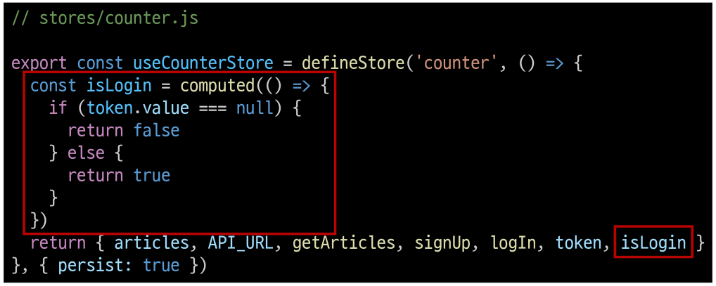 // stores/counter.js
export const useCounterStore = defineStore('counter', () => {
  const isLogin = computed(() => {
    if (token.value === null) {
      return false
    } else {
      return true
    }
  })
  return { articles, API_URL, getArticles, signUp, logIn, token, isLogin }
}, { persist: true })